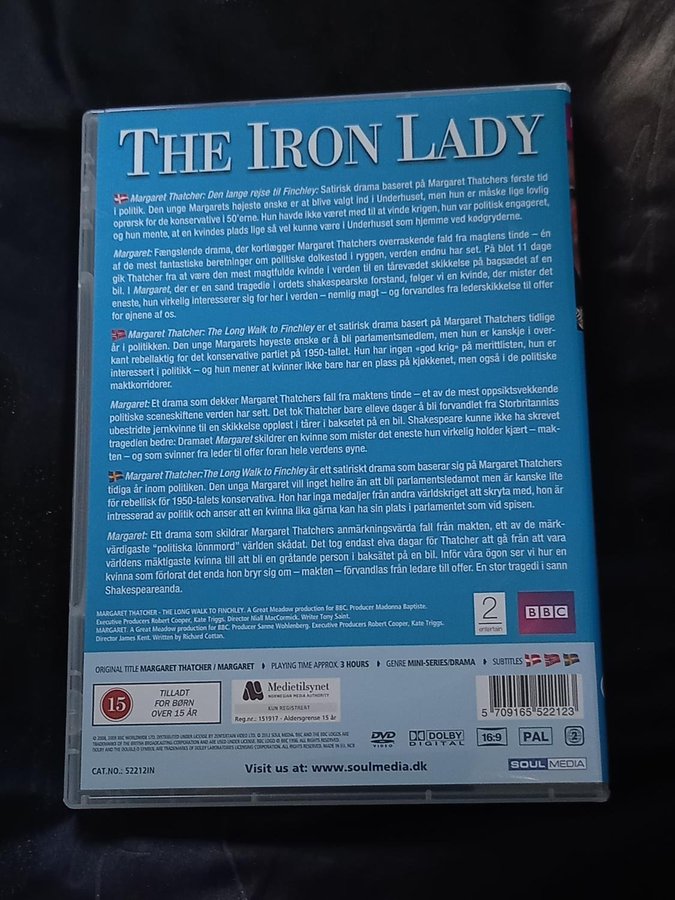 THE IRON LADY
Margaret Thatcher: Den lange rejse til Finchley: Satirisk drama baseret på Margaret Thatchers første tid
i politik. Den unge Margarets højeste ønske er at blive valgt ind i Underhuset, men hun er måske lige lovlig
oprørsk for de konservative i 50'erne. Hun havde ikke været med til at vinde krigen, hun var politisk engageret,
og hun mente, at en kvindes plads lige så vel kunne være i Underhuset som hjemme ved kødgryderne.
Margaret: Fængslende drama, der kortlægger Margaret Thatchers overraskende fald fra magtens tinde – én
af de mest fantastiske beretninger om politiske dolkestød i ryggen, verden endnu har set. På blot 11 dage
gik Thatcher fra at være den mest magtfulde kvinde i verden til en tårevædet skikkelse på bagsædet af en
bil. I Margaret, der er en sand tragedie i ordets shakespearske forstand, følger vi en kvinde, der mister det
eneste, hun virkelig interesserer sig for her i verden – nemlig magt – og forvandles fra lederskikkelse til offer
for øjnene af os.
Margaret Thatcher: The Long Walk to Finchley er et satirisk drama basert på Margaret Thatchers tidlige
år i politikken. Den unge Margarets høyeste ønske er å bli parlamentsmedlem, men hun er kanskje i over-
kant rebellaktig for det konservative partiet på 1950-tallet. Hun har ingen «god krig» på merittlisten, hun er
interessert i politikk – og hun mener at kvinner ikke bare har en plass på kjøkkenet, men også i de politiske
maktkorridorer.
Margaret: Et drama som dekker Margaret Thatchers fall fra maktens tinde – et av de mest oppsiktsvekkende
politiske sceneskiftene verden har sett. Det tok Thatcher bare elleve dager å bli forvandlet fra Storbritannias
ubestridte jernkvinne til en skikkelse oppløst i tårer i baksetet på en bil. Shakespeare kunne ikke ha skrevet
tragedien bedre: Dramaet Margaret skildrer en kvinne som mister det eneste hun virkelig holder kjært – mak-
ten – og som svinner fra leder til offer foran hele verdens øyne.
Margaret Thatcher:The Long Walk to Finchley är ett satiriskt drama som baserar sig på Margaret Thatchers
tidiga år inom politiken. Den unga Margaret vill inget hellre än att bli parlamentsledamot men är kanske lite
för rebellisk för 1950-talets konservativa. Hon har inga medaljer från andra världskriget att skryta med, hon är
intresserad av politik och anser att en kvinna lika gärna kan ha sin plats i parlamentet som vid spisen.
Margaret: Ett drama som skildrar Margaret Thatchers anmärkningsvärda fall från makten, ett av de märk-
värdigaste "politiska lönnmord" världen skådat. Det tog endast elva dagar för Thatcher att gå från att vara
världens mäktigaste kvinna till att bli en gråtande person i baksätet på en bil. Inför våra ögon ser vi hur en
kvinna som förlorat det enda hon bryr sig om – makten – förvandlas från ledare till offer. En stor tragedi i sann
Shakespeareanda.
MARGARET THATCHER - THE LONG WALK TO FINCHLEY. A Great Meadow production for BBC. Producer Madonna Baptiste.
Executive Producers Robert Cooper, Kate Triggs. Director Niall MacCormick. Writer Tony Saint.
MARGARET. A Great Meadow production for BBC. Producer Sanne Wohlenberg. Executive Producers Robert Cooper, Kate Triggs.
Director James Kent. Written by Richard Cottan.
2 entertain
BBC
ORIGINAL TITLE MARGARET THATCHER / MARGARET PLAYING TIME APPROX. 3 HOURS GENRE MINI-SERIES/DRAMA SUBTITLES
15
TILLADT
FOR BØRN
OVER 15 ÅR
Medietilsynet
NORWEGIAN MEDIA AUTHORITY
KUN REGISTRERT
Reg.nr.: 151917 - Aldersgrense 15 år
5 709165 522123
DVD VIDEO
DOLBY DIGITAL
16:9
PAL
2
SOUL MEDIA
CAT.NO.: 52212IN
Visit us at: www.soulmedia.dk